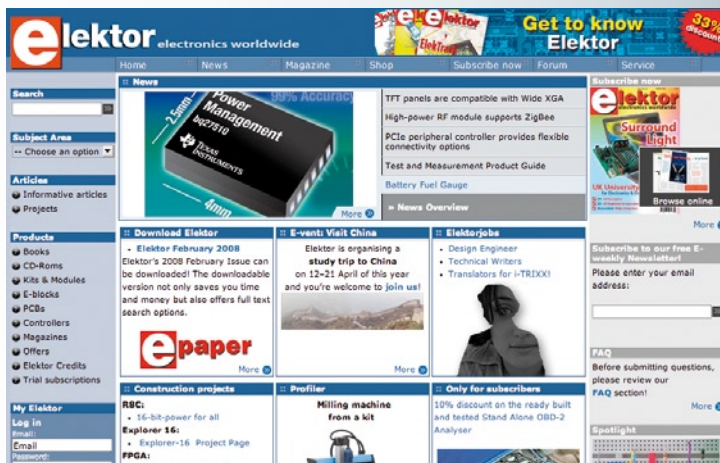 elektor electronics worldwide
Get to know
Elektor
33%
discount
Home
News
Magazine
Shop
Subscribe now
Forum
Service
Search
Subject Area
-- Choose an option
Articles
Informative articles
Projects
Products
Books
CD-Roms
Kits & Modules
E-blocks
PCBs
Controllers
Magazines
Offers
Elektor Credits
Trial subscriptions
My Elektor
Log in
Email:
Email
Password:
News
99% Accuracy
2.5mm
Power
Management
bq27510
TEXAS
INSTRUMENTS
4mm
More
TFT panels are compatible with Wide XGA
High-power RF module supports ZigBee
PCIe peripheral controller provides flexible
connectivity options
Test and Measurement Product Guide
Battery Fuel Gauge
» News Overview
Download Elektor
Elektor February 2008
Elektor's 2008 February Issue can
be downloaded! The downloadable
version not only saves you time
and money but also offers full text
search options.
epaper
More
E-vent: Visit China
Elektor is organising a
study trip to China
on 12–21 April of this year
and you're welcome to join us!
More
Elektorjobs
Design Engineer
Technical Writers
Translators for i-TRIXX!
Construction projects
R8C:
16-bit-power for all
Explorer 16:
Explorer-16 Project Page
FPGA:
Profiler
Milling machine
from a kit
Only for subscribers
10% discount on the ready built
and tested Stand Alone OBD-2
Analyser
Subscribe now
elektor
electronics worldwide
Surround
Light
UK University
Browse online
More
Subscribe to our free E-
weekly Newsletter!
Please enter your email
address:
FAQ
Before submitting questions,
please review our
FAQ section!
More
Spotlight